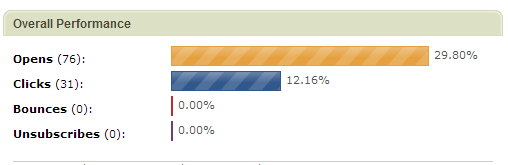 Overall Performance
Opens (76): 29.80%
Clicks (31): 12.16%
Bounces (0): 0.00%
Unsubscribes (0): 0.00%